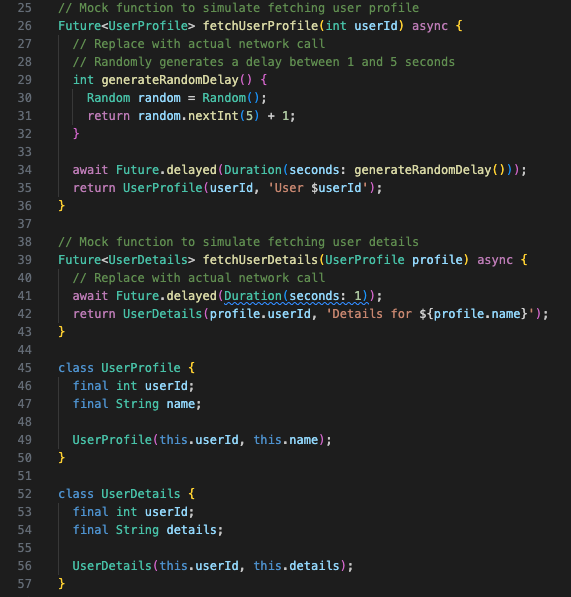 25 // Mock function to simulate fetching user profile
26 Future<UserProfile> fetchUserProfile(int userId) async {
27   // Replace with actual network call
28   // Randomly generates a delay between 1 and 5 seconds
29   int generateRandomDelay() {
30     Random random = Random();
31     return random.nextInt(5) + 1;
32   }
33
34   await Future.delayed(Duration(seconds: generateRandomDelay()));
35   return UserProfile(userId, 'User $userId');
36 }
37
38 // Mock function to simulate fetching user details
39 Future<UserDetails> fetchUserDetails(UserProfile profile) async {
40   // Replace with actual network call
41   await Future.delayed(Duration(seconds: 1));
42   return UserDetails(profile.userId, 'Details for ${profile.name}');
43 }
44
45 class UserProfile {
46   final int userId;
47   final String name;
48
49   UserProfile(this.userId, this.name);
50 }
51
52 class UserDetails {
53   final int userId;
54   final String details;
55
56   UserDetails(this.userId, this.details);
57 }